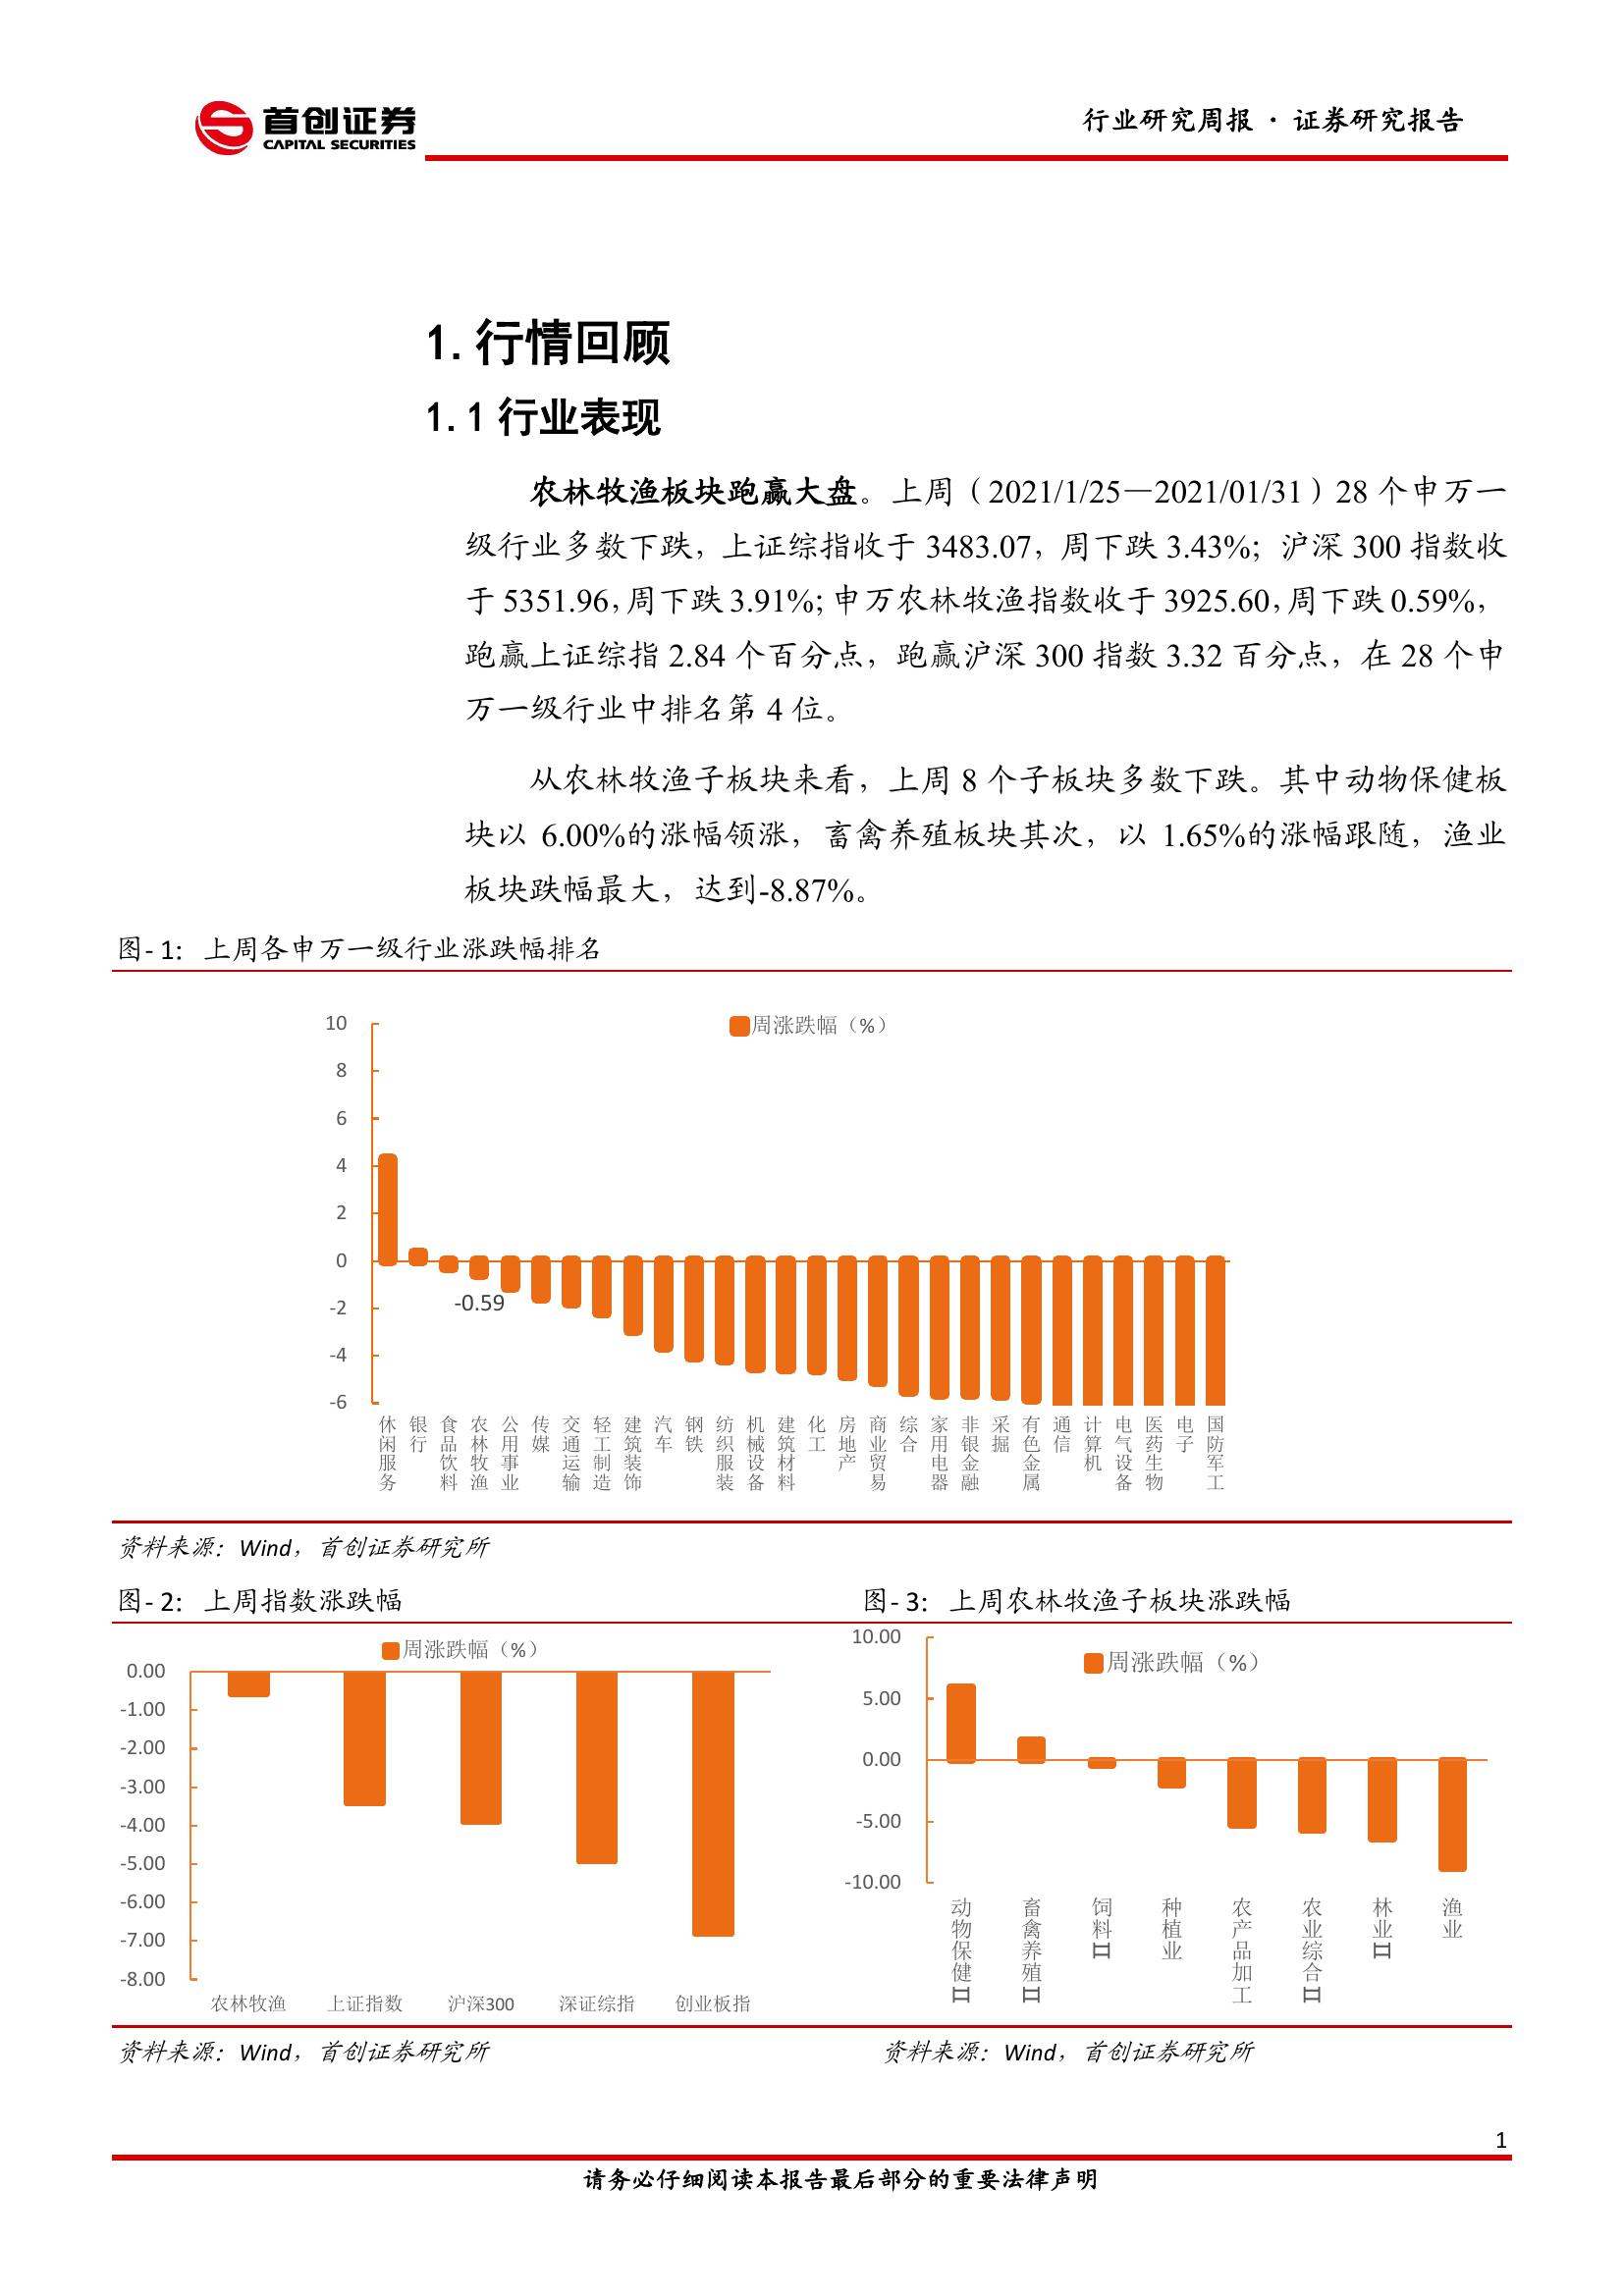 首创证券
CAPITAL SECURITIES
行业研究周报 · 证券研究报告
1.行情回顾
1.1 行业表现
农林牧渔板块跑赢大盘。上周（2021/1/25—2021/01/31）28 个申万一
级行业多数下跌，上证综指收于 3483.07，周下跌 3.43%；沪深 300 指数收
于 5351.96，周下跌 3.91%；申万农林牧渔指数收于 3925.60，周下跌 0.59%，
跑赢上证综指 2.84 个百分点，跑赢沪深 300 指数 3.32 百分点，在 28 个申
万一级行业中排名第 4 位。
从农林牧渔子板块来看，上周 8 个子板块多数下跌。其中动物保健板
块以 6.00%的涨幅领涨，畜禽养殖板块其次，以 1.65%的涨幅跟随，渔业
板块跌幅最大，达到-8.87%。
图- 1： 上周各申万一级行业涨跌幅排名
周涨跌幅（%）
10
8
6
4
2
0
-2
-4
-6
-0.59
休闲服务
银行
食品饮料
农林牧渔
公用事业
传媒
交通运输
轻工制造
建筑装饰
汽车
钢铁
纺织服装
机械设备
建筑材料
化工
房地产
商业贸易
综合
家用电器
非银金融
采掘
有色金属
通信
计算机
电气设备
医药生物
电子
国防军工
资料来源：Wind，首创证券研究所
图- 2： 上周指数涨跌幅
周涨跌幅（%）
0.00
-1.00
-2.00
-3.00
-4.00
-5.00
-6.00
-7.00
-8.00
农林牧渔
上证指数
沪深300
深证综指
创业板指
资料来源：Wind，首创证券研究所
图- 3： 上周农林牧渔子板块涨跌幅
周涨跌幅（%）
10.00
5.00
0.00
-5.00
-10.00
动物保健Ⅱ
畜禽养殖Ⅱ
饲料Ⅱ
种植业
农产品加工
农业综合Ⅱ
林业Ⅱ
渔业
资料来源：Wind，首创证券研究所
1
请务必仔细阅读本报告最后部分的重要法律声明